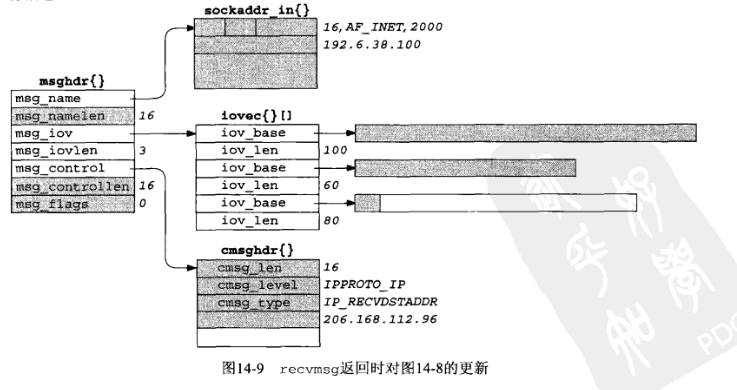 sockaddr_in{}
16, AF_INET, 2000
192.6.38.100
msghdr{}
msg_name
msg_namelen 16
msg_iov
msg_iovlen 3
msg_control
msg_controllen 16
msg_flags 0
iovec{}[]
iov_base
iov_len 100
iov_base
iov_len 60
iov_base
iov_len 80
cmsghdr{}
cmsg_len 16
cmsg_level IPPROTO_IP
cmsg_type IP_RECVDSTADDR
206.168.112.96
图14-9 recvmsg返回时对图14-8的更新
PDG